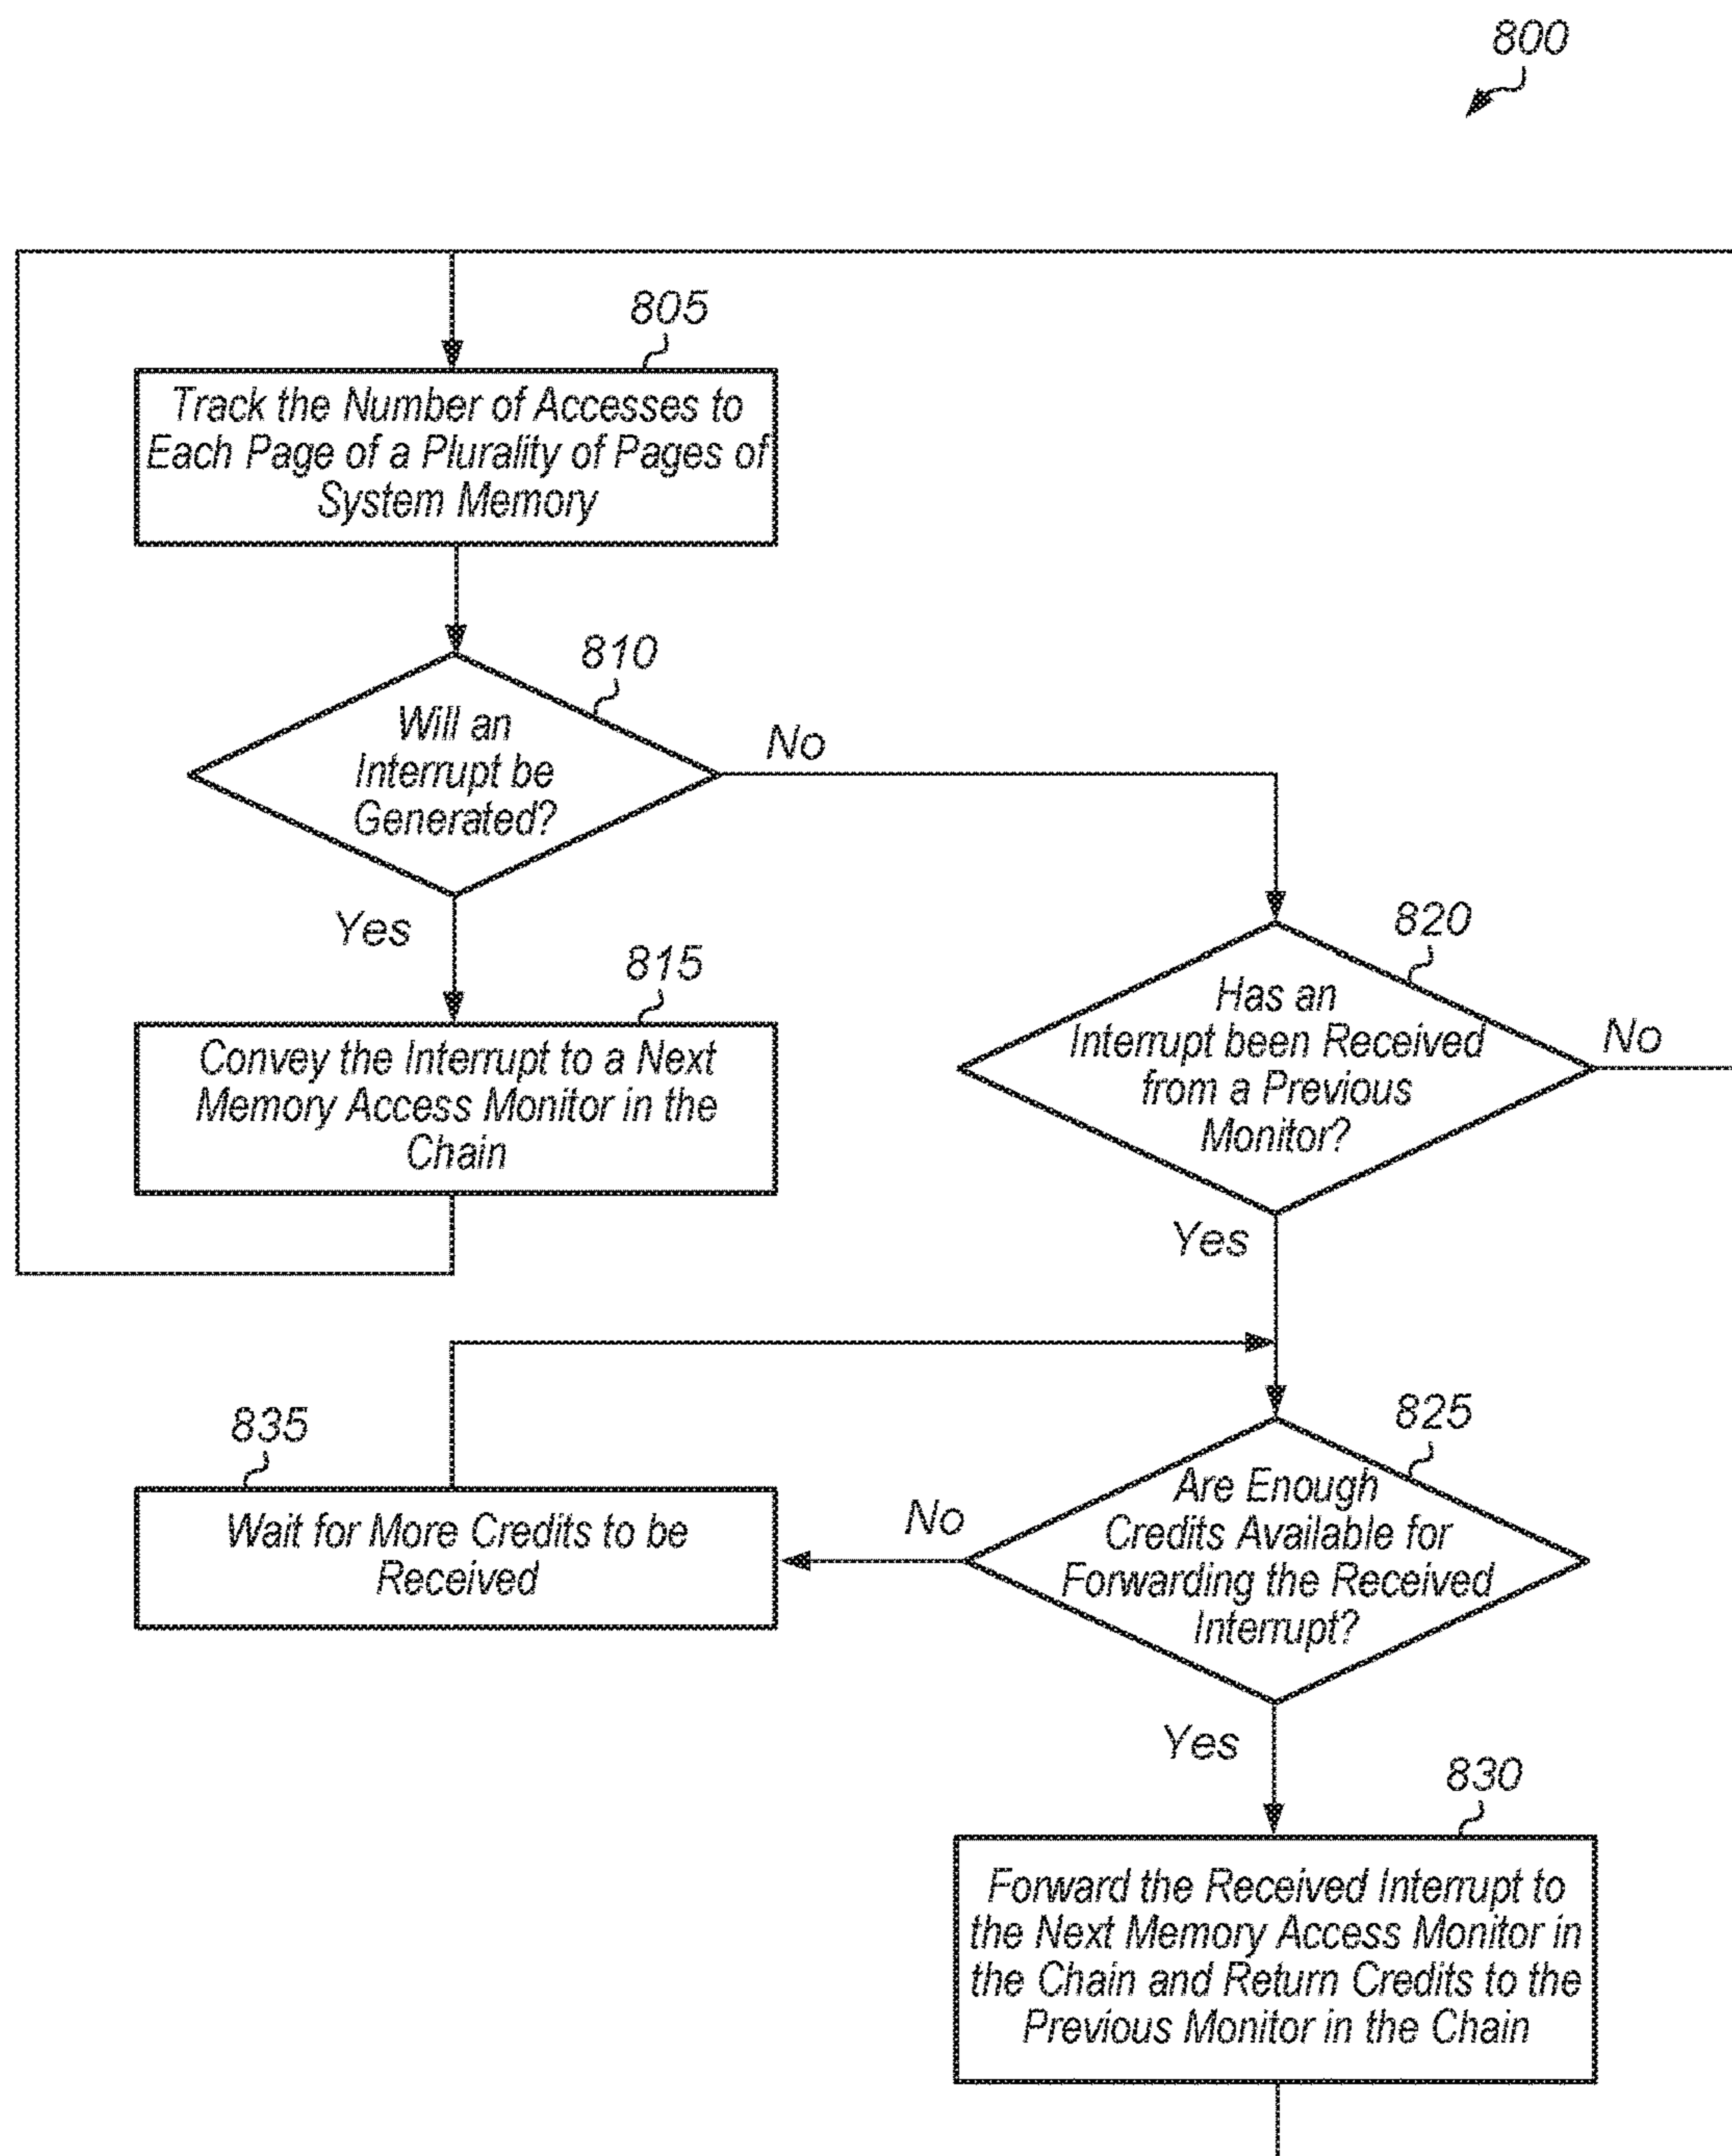 800
805
Track the Number of Accesses to
Each Page of a Plurality of Pages of
System Memory
810
Will an
Interrupt be
Generated?
No
Yes
815
Convey the Interrupt to a Next
Memory Access Monitor in the
Chain
820
Has an
Interrupt been Received
from a Previous
Monitor?
No
Yes
835
Wait for More Credits to be
Received
825
Are Enough
Credits Available for
Forwarding the Received
Interrupt?
No
Yes
830
Forward the Received Interrupt to
the Next Memory Access Monitor in
the Chain and Return Credits to the
Previous Monitor in the Chain